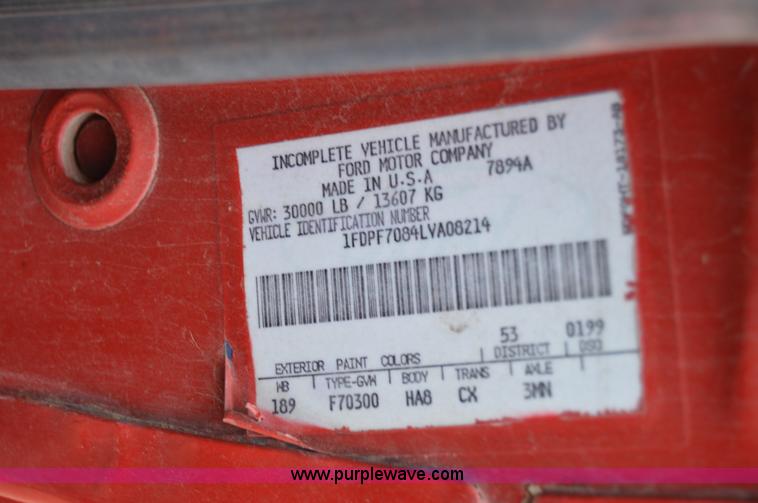 INCOMPLETE VEHICLE MANUFACTURED BY
FORD MOTOR COMPANY
MADE IN U.S.A 7894A
GVWR: 30000 LB / 13607 KG
VEHICLE IDENTIFICATION NUMBER
1FDPF7084LVA08214
53 0199
EXTERIOR PAINT COLORS DISTRICT DSO
WB TYPE-GVW BODY TRANS AXLE
189 F70300 HA8 CX 3MN
www.purplewave.com